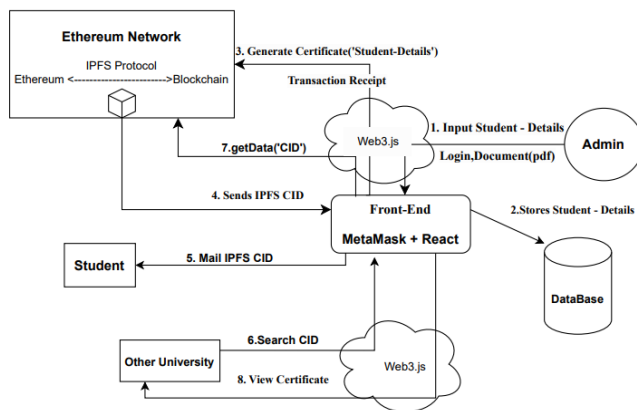 Ethereum Network
IPFS Protocol
Ethereum <------------------------->Blockchain
3. Generate Certificate('Student-Details')
Transaction Receipt
Web3.js
1. Input Student - Details
Login,Document(pdf)
Admin
7.getData('CID')
4. Sends IPFS CID
Front-End
MetaMask + React
2.Stores Student - Details
DataBase
Student
5. Mail IPFS CID
6.Search CID
Other University
Web3.js
8. View Certificate